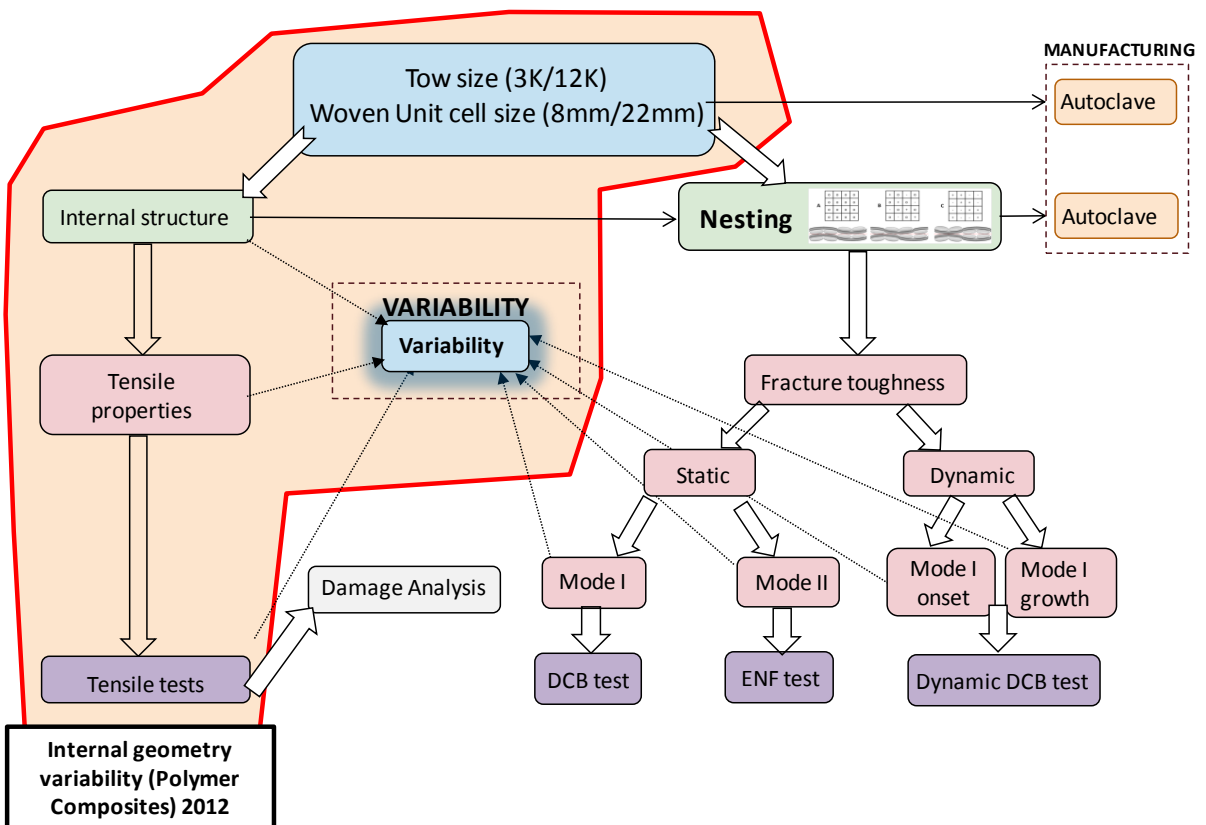 MANUFACTURING
Tow size (3K/12K)
Woven Unit cell size (8mm/22mm)
Autoclave
Internal structure
Nesting
A
B
C
Autoclave
VARIABILITY
Variability
Tensile
properties
Fracture toughness
Static
Dynamic
Damage Analysis
Mode I
Mode II
Mode I
onset
Mode I
growth
Tensile tests
DCB test
ENF test
Dynamic DCB test
Internal geometry
variability (Polymer
Composites) 2012